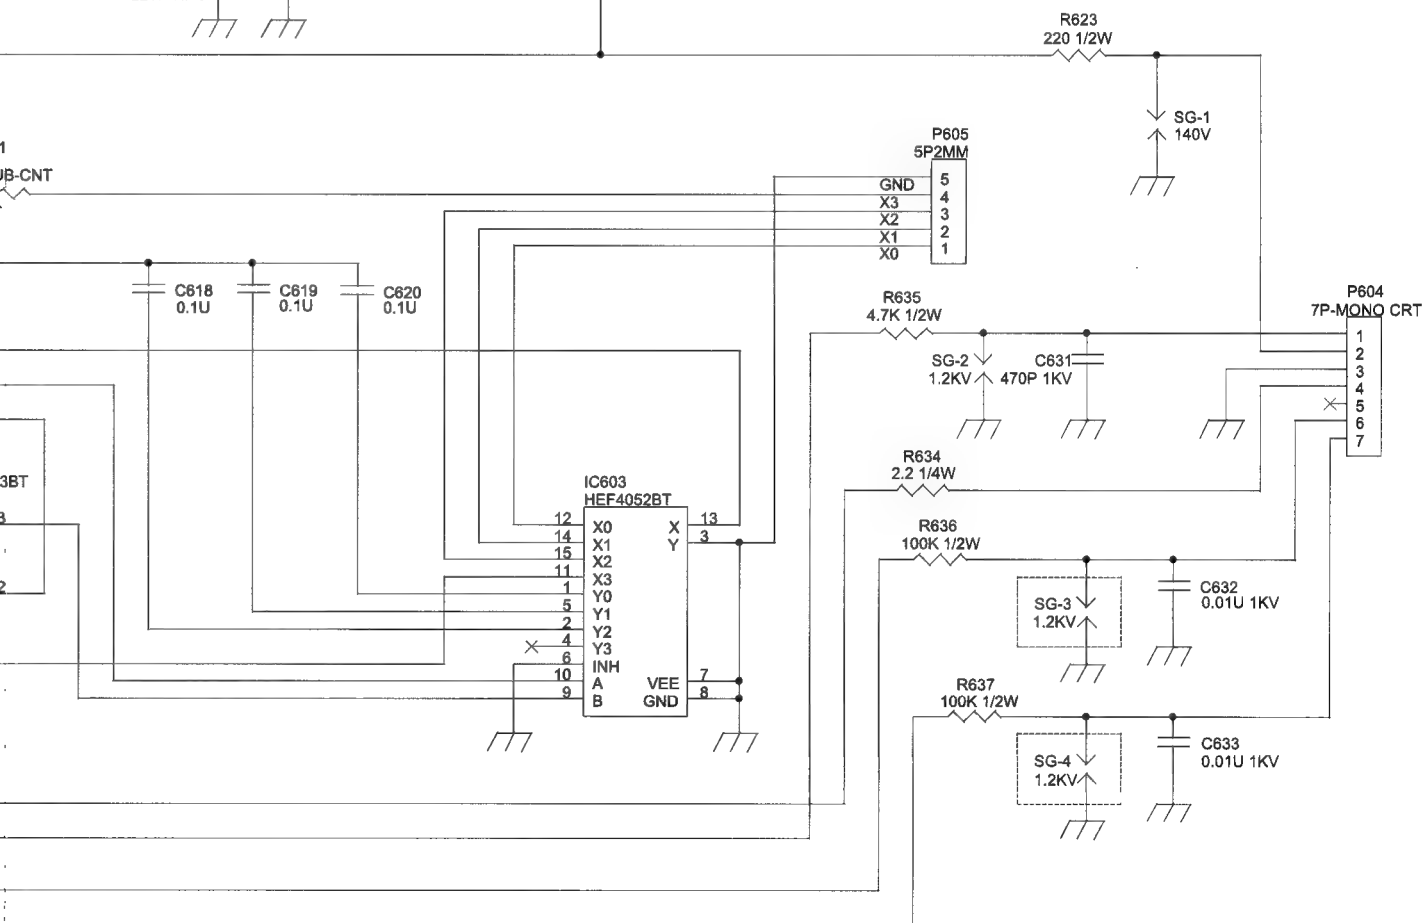 R623
220 1/2W
SG-1
140V
1
UB-CNT
P605
5P2MM
GND
X3
X2
X1
X0
5
4
3
2
1
C618
0.1U
C619
0.1U
C620
0.1U
R635
4.7K 1/2W
SG-2
1.2KV
C631
470P 1KV
P604
7P-MONO CRT
1
2
3
4
5
6
7
3BT
3
2
R634
2.2 1/4W
IC603
HEF4052BT
12 X0
14 X1
15 X2
11 X3
1 Y0
5 Y1
2 Y2
4 Y3
6 INH
10 A
9 B
X 13
Y 3
VEE 7
GND 8
R636
100K 1/2W
SG-3
1.2KV
C632
0.01U 1KV
R637
100K 1/2W
SG-4
1.2KV
C633
0.01U 1KV